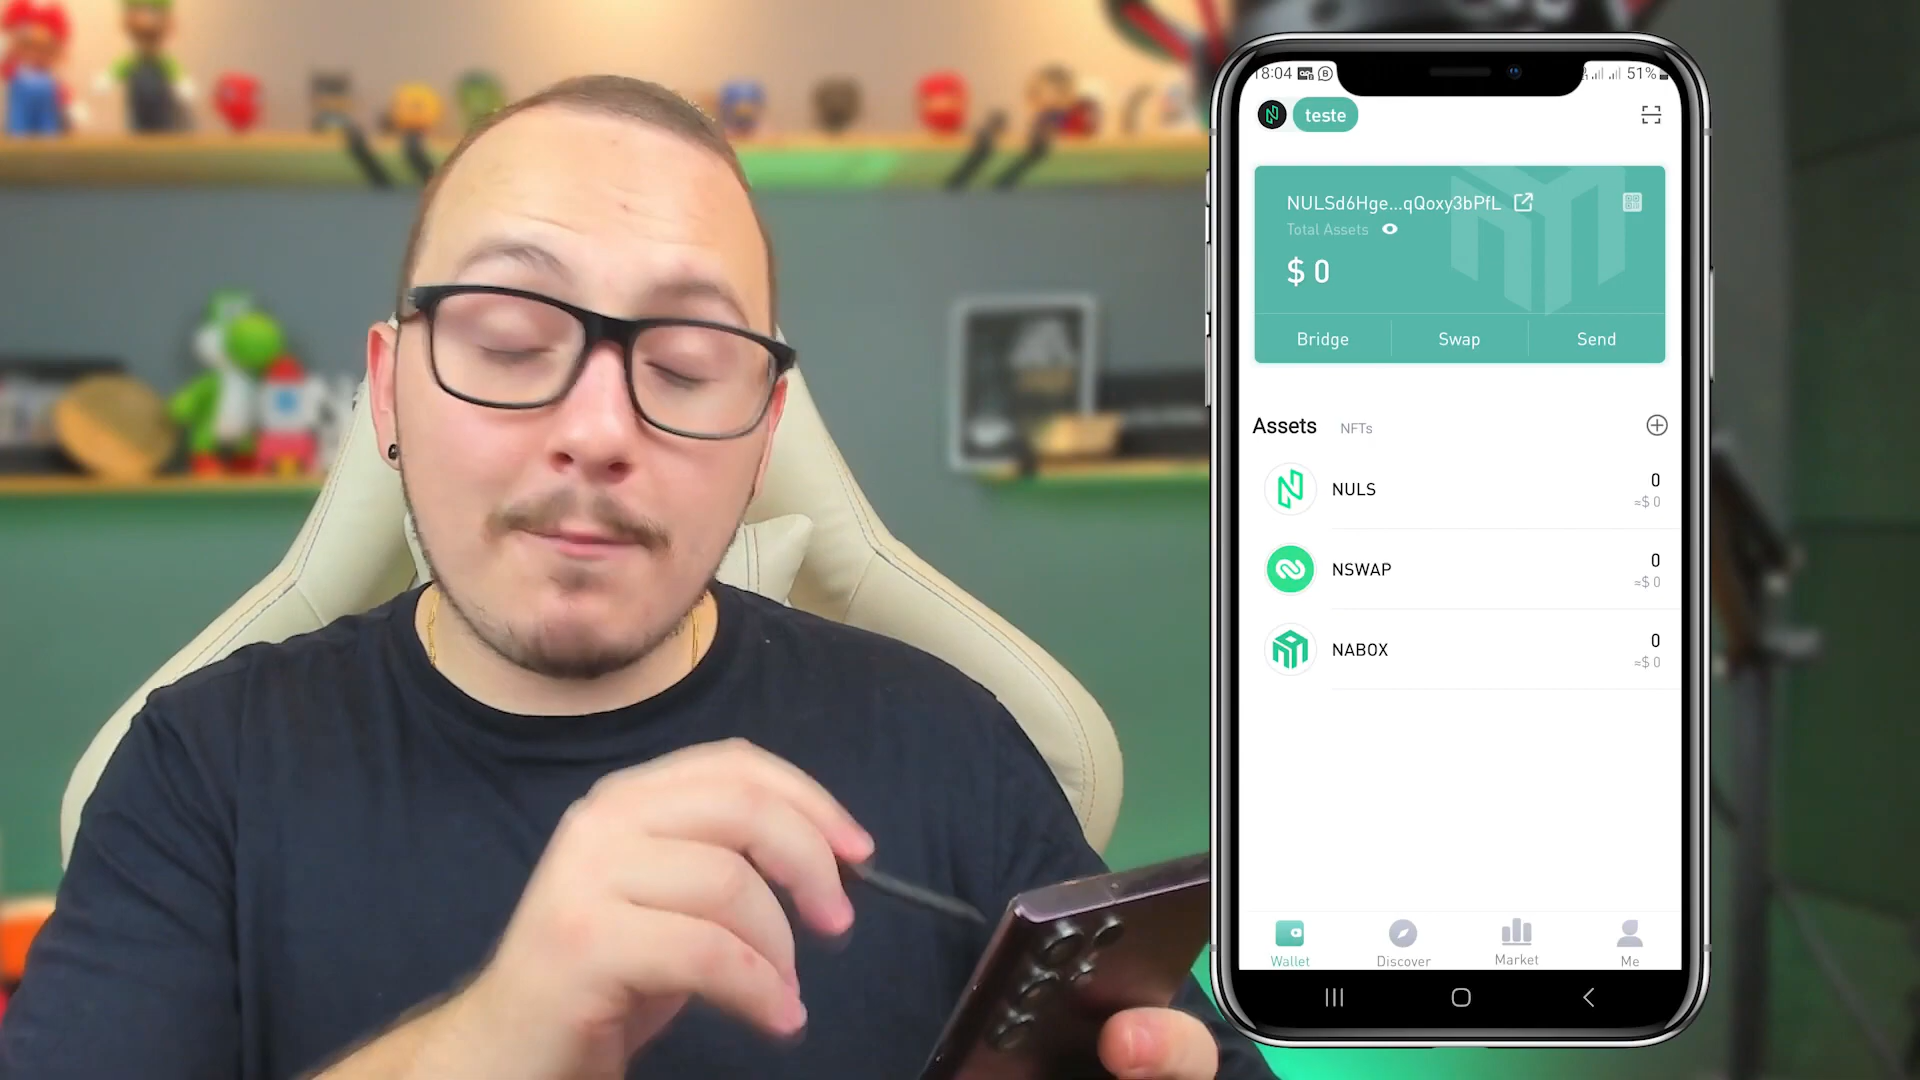 18:04
51%
teste
NULSd6Hge...qQoxy3bPfL
Total Assets
$ 0
Bridge
Swap
Send
Assets
NFTs
NULS
0
≈$ 0
NSWAP
0
≈$ 0
NABOX
0
≈$ 0
Wallet
Discover
Market
Me